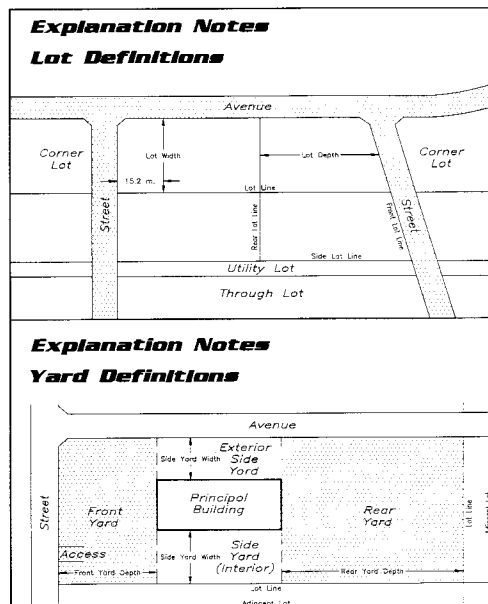 Explanation Notes
Lot Definitions
Avenue
Corner
Lot
Lot Width
Lot Depth
Corner
Lot
15.2 m.
Lot Line
Street
Rear Lot Line
Front Lot Line
Street
Side Lot Line
Utility Lot
Through Lot
Explanation Notes
Yard Definitions
Avenue
Side Yard Width
Exterior
Side
Yard
Street
Front
Yard
Principal
Building
Rear
Yard
Lot Line
Access
Side Yard Width
Side
Yard
(Interior)
Front Yard Depth
Rear Yard Depth
Lot Line
Adjacent Lot